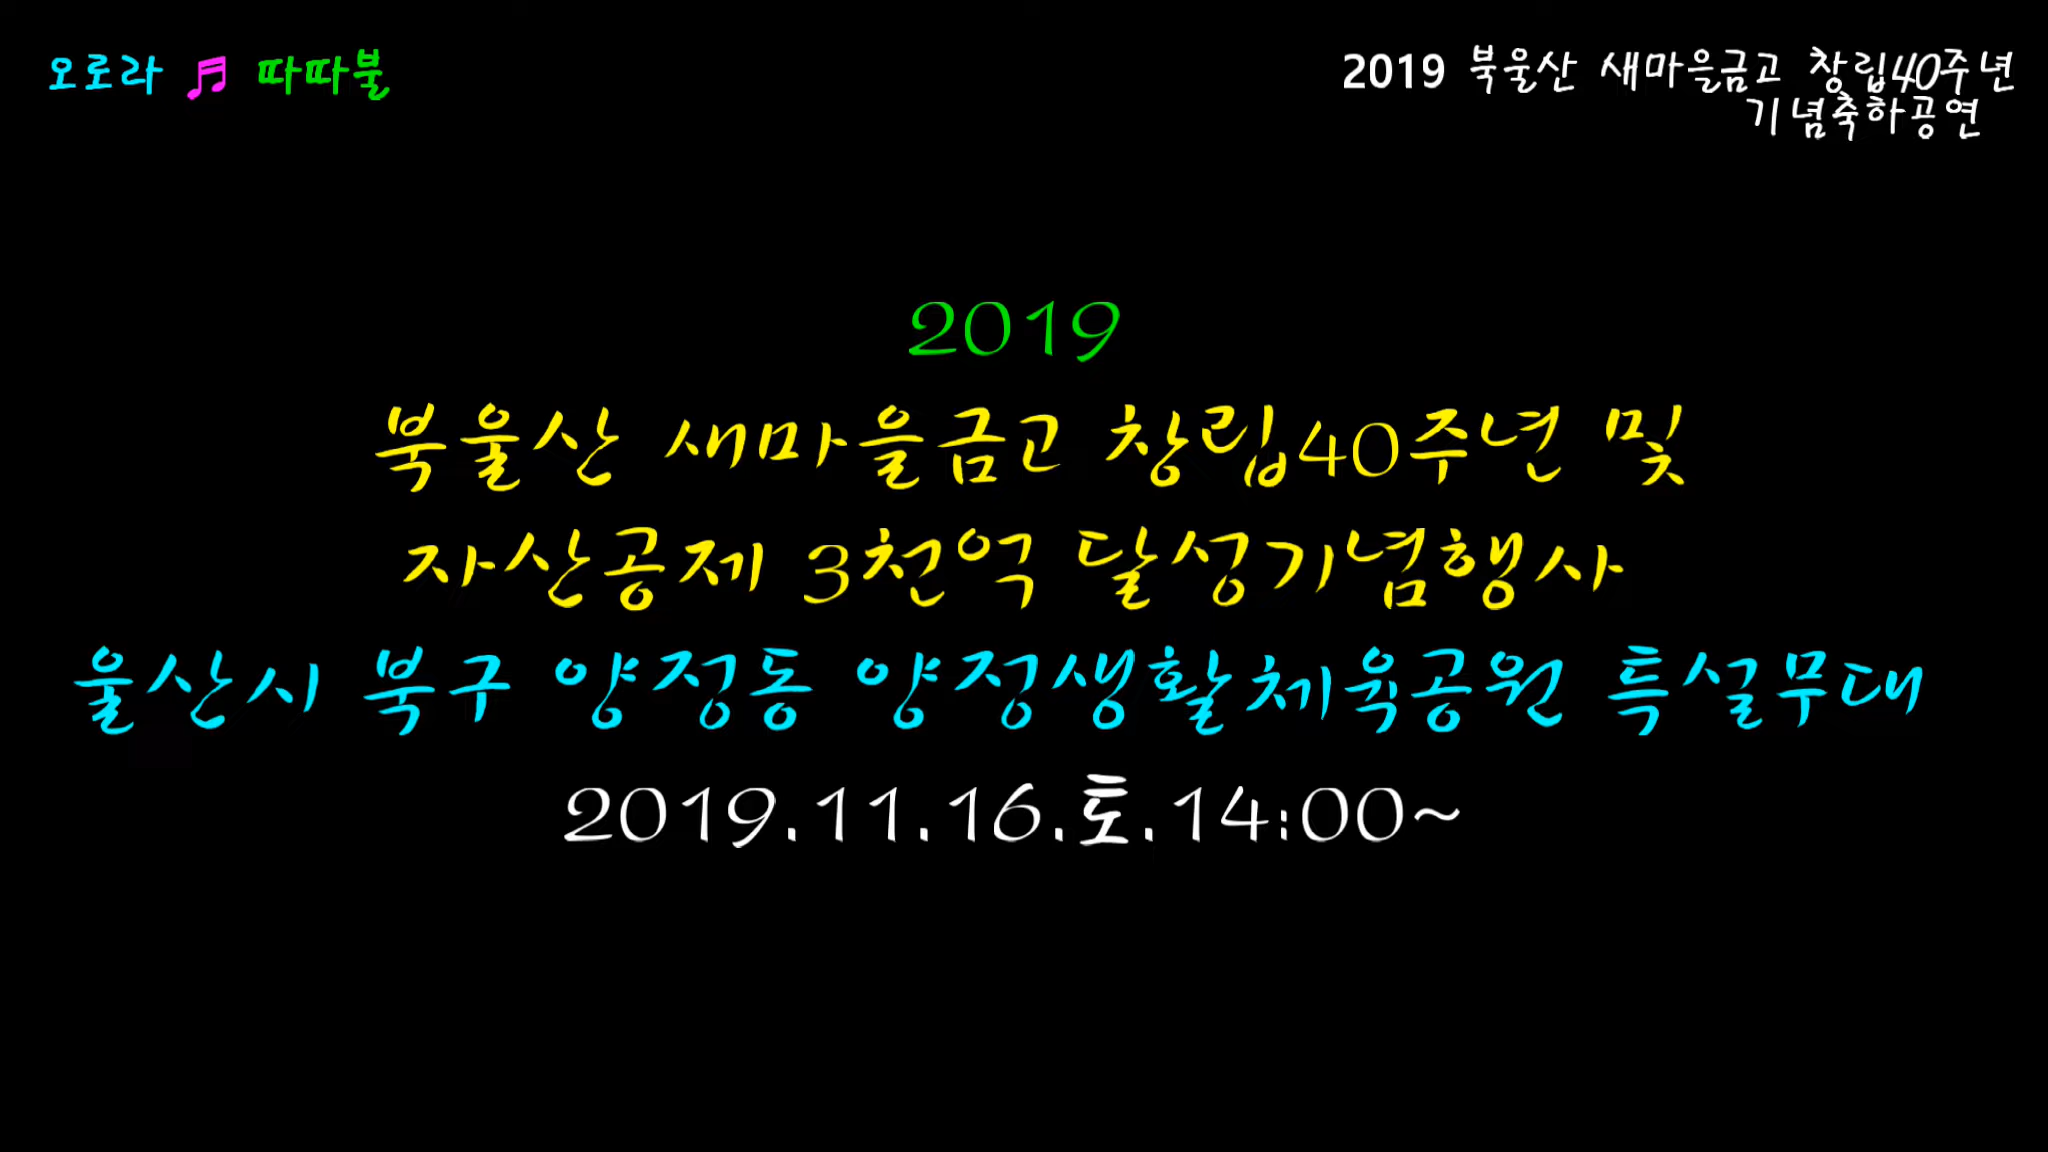 오로라 ♬ 따따불
2019 북울산 새마을금고 창립40주년
기념축하공연
2019
북울산 새마을금고 창립40주년 및
자산공제 3천억 달성기념행사
울산시 북구 양정동 양정생활체육공원 특설무대
2019.11.16.토.14:00~